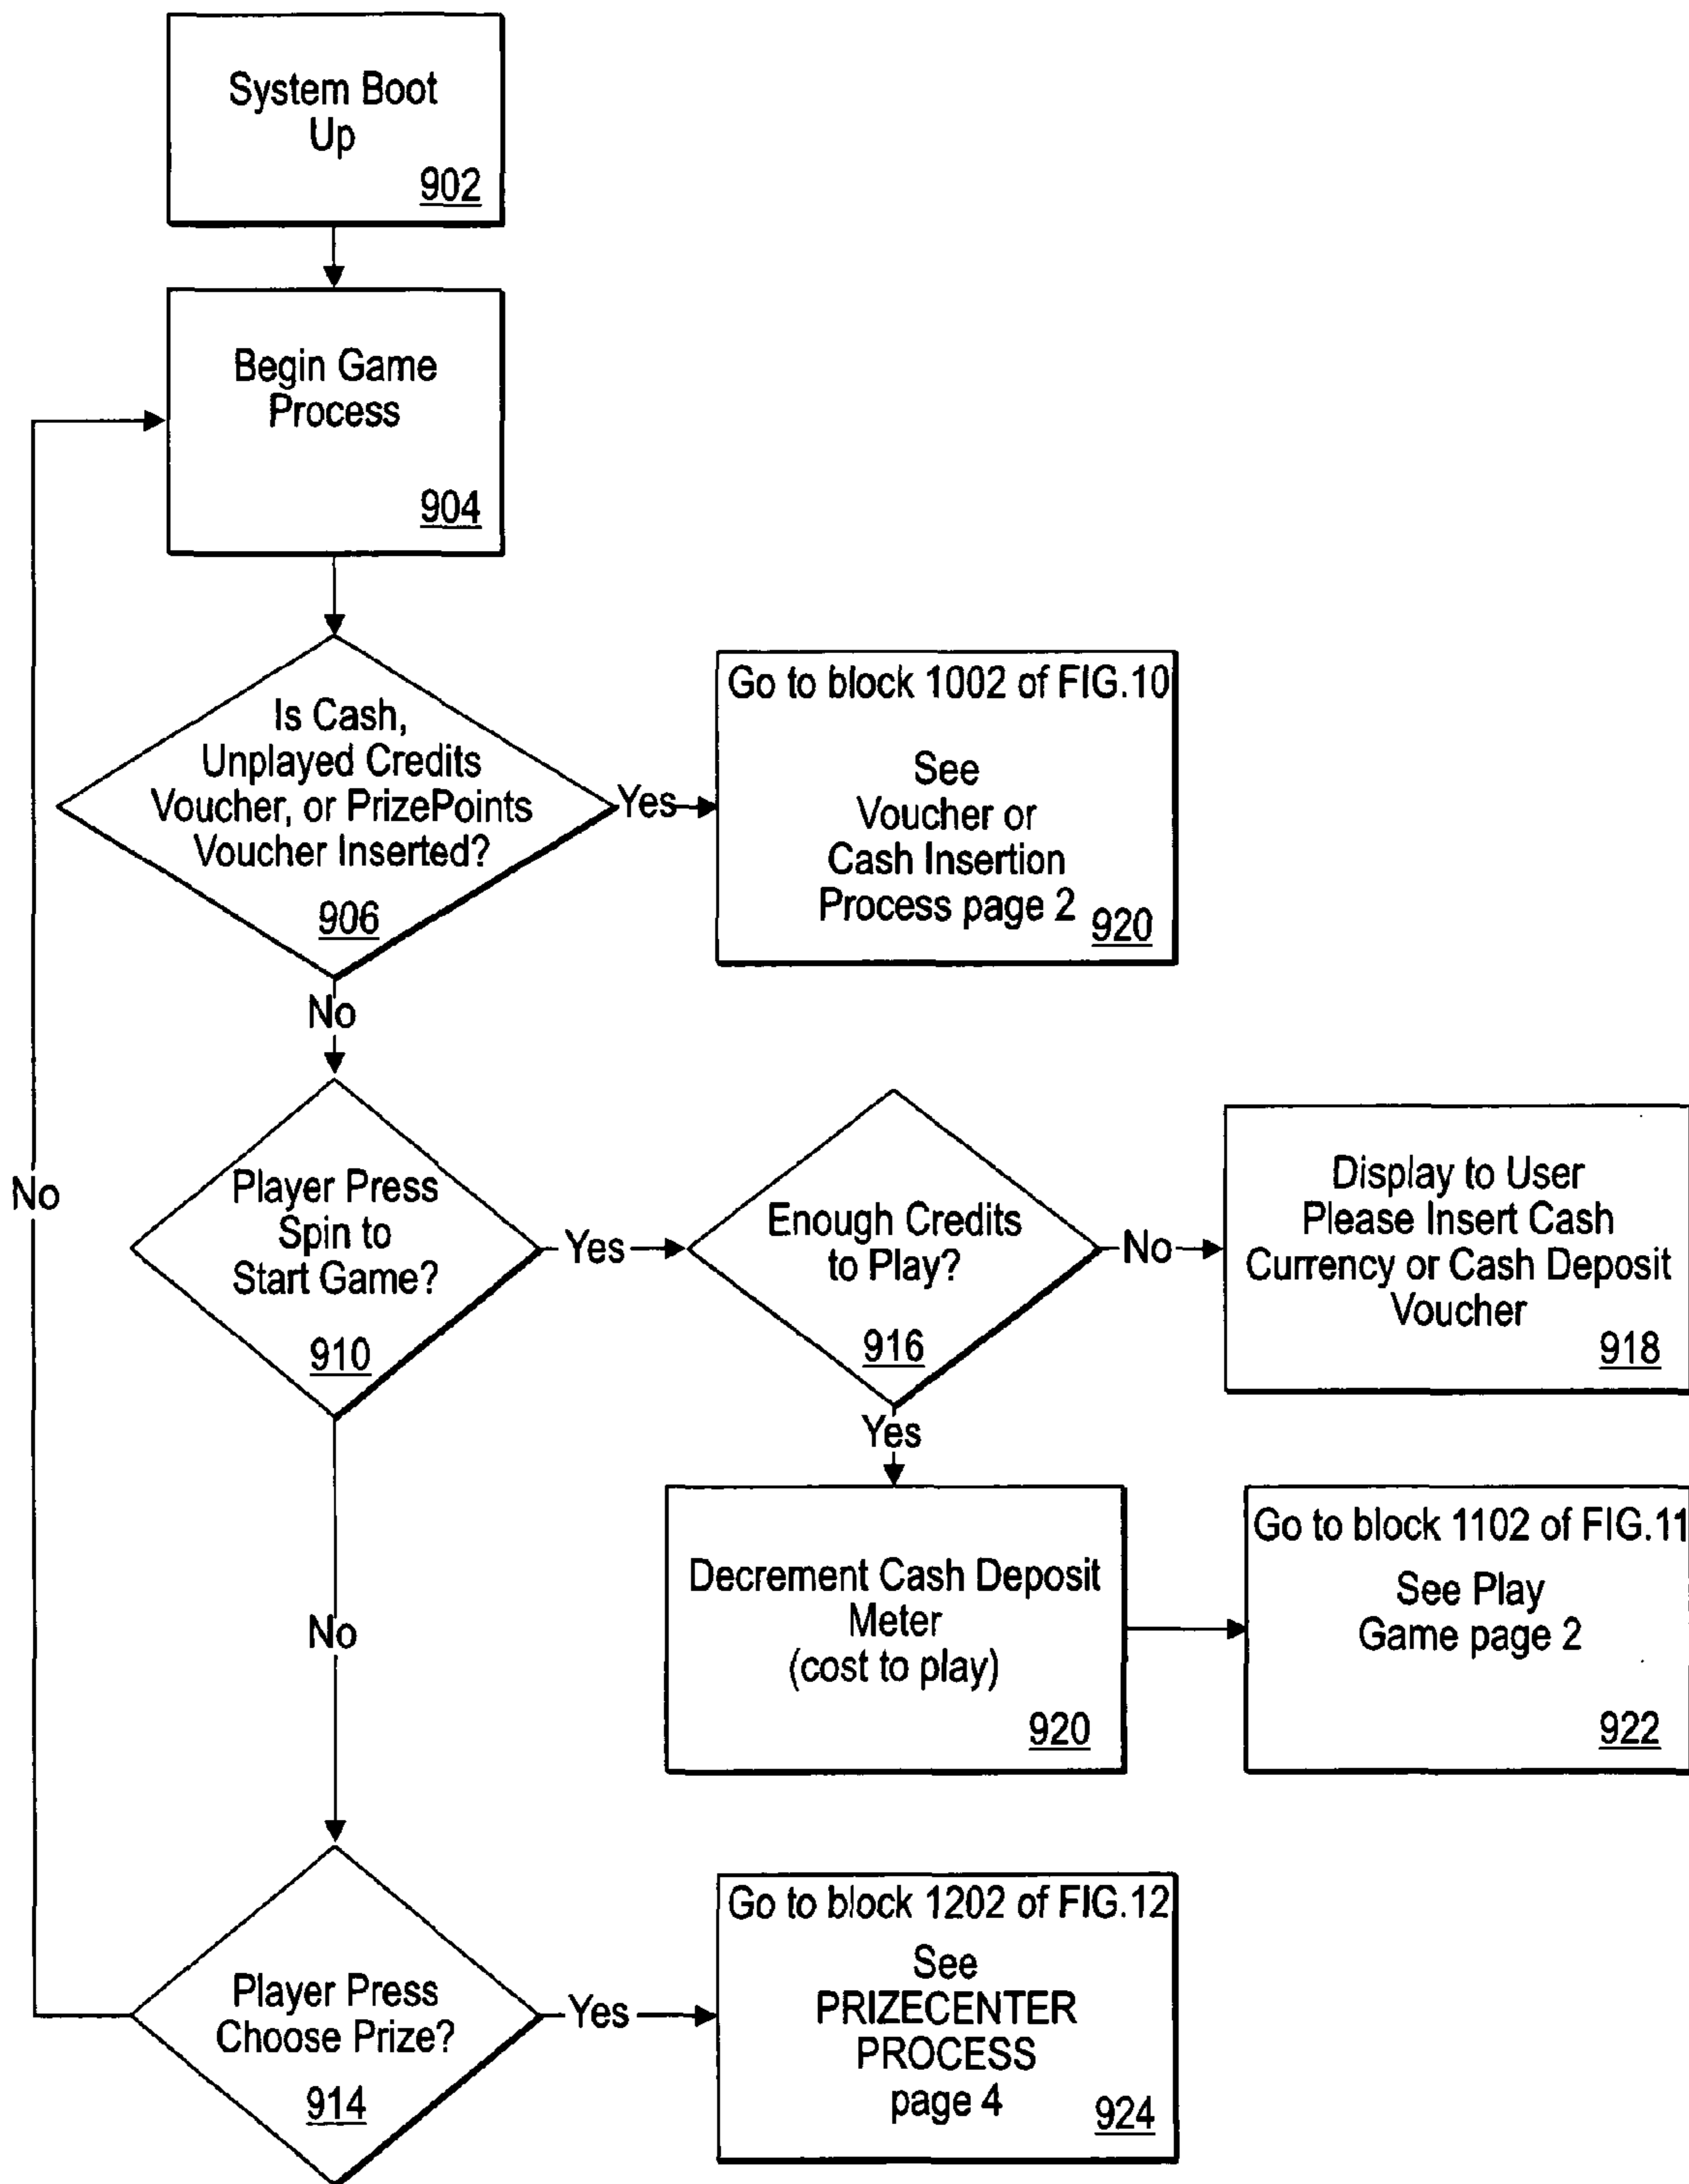 System Boot
Up
902
Begin Game
Process
904
Is Cash,
Unplayed Credits
Voucher, or PrizePoints
Voucher Inserted?
906
Yes
Go to block 1002 of FIG.10
See
Voucher or
Cash Insertion
Process page 2
920
No
Player Press
Spin to
Start Game?
910
Yes
Enough Credits
to Play?
916
No
Display to User
Please Insert Cash
Currency or Cash Deposit
Voucher
918
Yes
Decrement Cash Deposit
Meter
(cost to play)
920
Go to block 1102 of FIG.11
See Play
Game page 2
922
No
No
Player Press
Choose Prize?
914
Yes
Go to block 1202 of FIG.12
See
PRIZECENTER
PROCESS
page 4
924